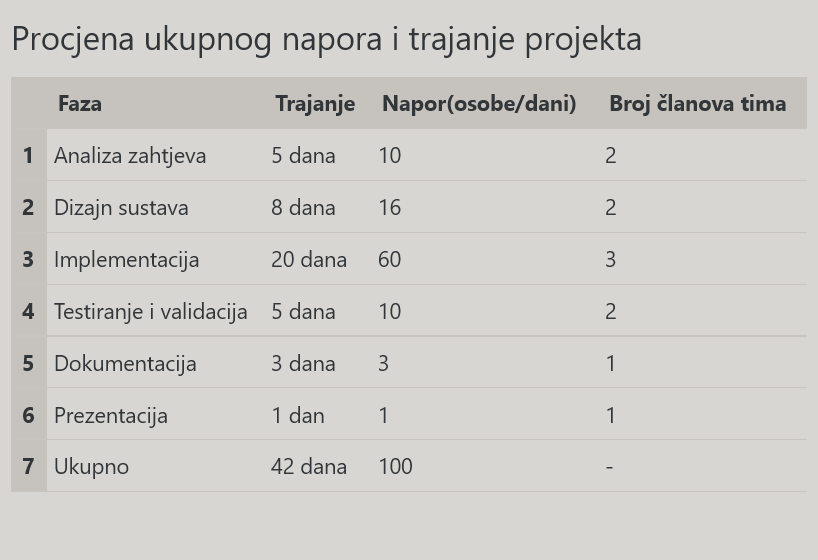 Procjena ukupnog napora i trajanje projekta
Faza Trajanje Napor(osobe/dani) Broj članova tima
1 Analiza zahtjeva 5 dana 10 2
2 Dizajn sustava 8 dana 16 2
3 Implementacija 20 dana 60 3
4 Testiranje i validacija 5 dana 10 2
5 Dokumentacija 3 dana 3 1
6 Prezentacija 1 dan 1 1
7 Ukupno 42 dana 100 -